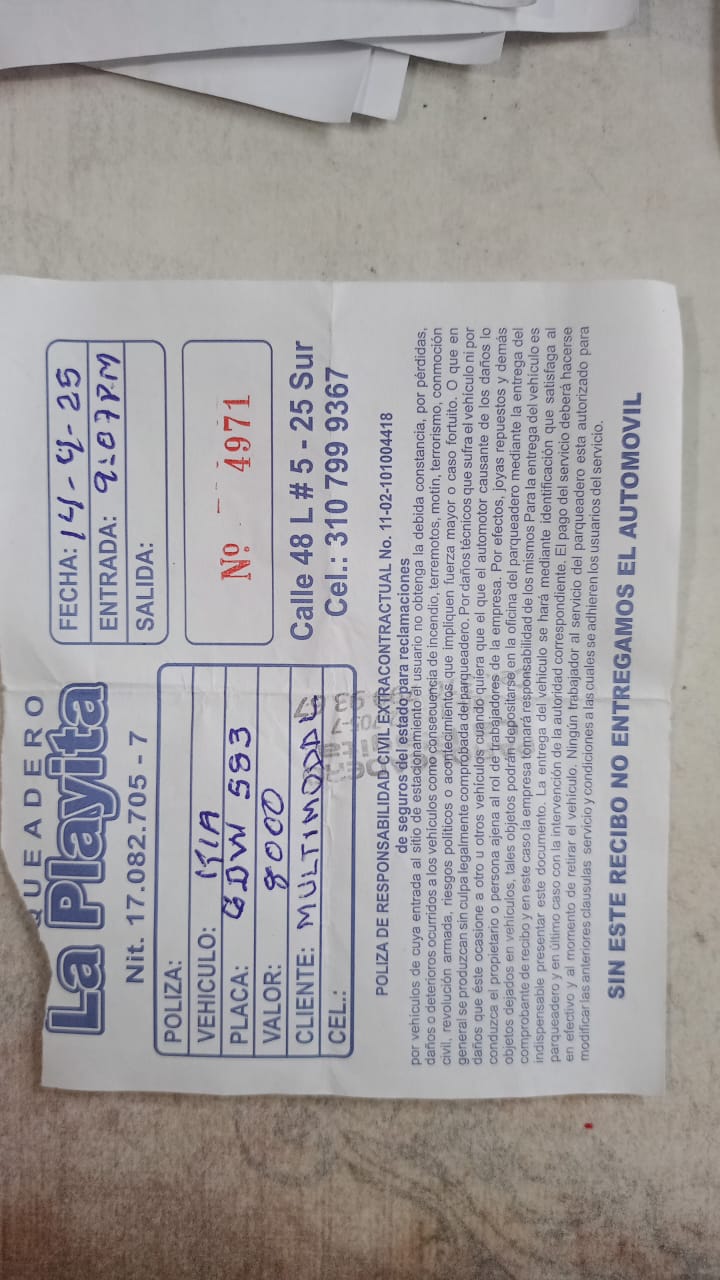 QUEADERO
La Playita
Nit. 17.082.705 - 7
FECHA: 14-4-25
ENTRADA: 9:07PM
SALIDA:
POLIZA:
VEHICULO: KIA
PLACA: GDW 593
VALOR: 9000
CLIENTE: MULTIMODAL
CEL.:
Nº 4971
Calle 48 L # 5 - 25 Sur
Cel.: 310 799 9367
POLIZA DE RESPONSABILIDAD CIVIL EXTRACONTRACTUAL No. 11-02-101004418
de seguros del estado para reclamaciones
por vehiculos de cuya entrada al sitio de estacionamiento el usuario no obtenga la debida constancia, por pérdidas,
daños o deterioros ocurridos a los vehículos como consecuencia de incendio, terremotos, motín, terrorismo, conmoción
civil, revolución armada, riesgos políticos o acontecimientos que impliquen fuerza mayor o caso fortuito. O que en
general se produzcan sin culpa legalmente comprobada del parqueadero. Por daños técnicos que sufra el vehículo ni por
daños que éste ocasione a otro u otros vehículos cuando quiera que el que el automotor causante de los daños lo
conduzca el propietario o persona ajena al rol de trabajadores de la empresa. Por efectos, joyas repuestos y demás
objetos dejados en vehículos, tales objetos podrán depositarse en la oficina del parqueadero mediante la entrega del
comprobante de recibo y en este caso la empresa tomará responsabilidad de los mismos Para la entrega del vehículo es
indispensable presentar este documento. La entrega del vehículo se hará mediante identificación que satisfaga al
parqueadero y en último caso con la intervención de la autoridad correspondiente. El pago del servicio deberá hacerse
en efectivo y al momento de retirar el vehículo. Ningún trabajador al servicio del parqueadero esta autorizado para
modificar las anteriores clausulas servicio y condiciones a las cuales se adhieren los usuarios del servicio.
SIN ESTE RECIBO NO ENTREGAMOS EL AUTOMOVIL